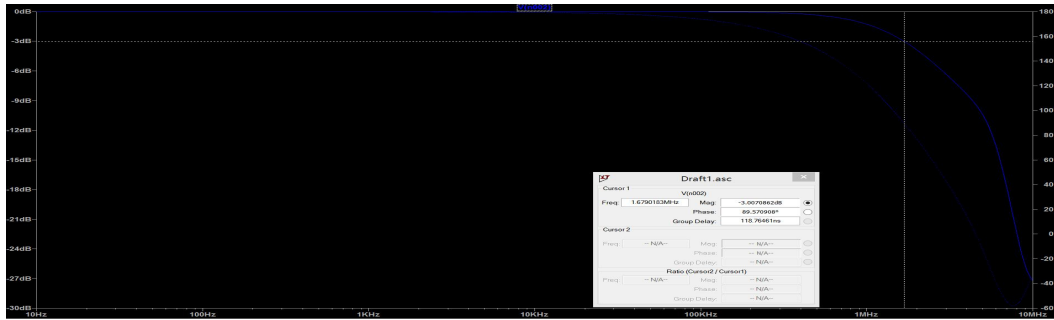 0dB
-3dB
-6dB
-9dB
-12dB
-15dB
-18dB
-21dB
-24dB
-27dB
-30dB
10Hz 100Hz 1KHz 10KHz 100KHz 1MHz 10MHz
180
160
140
120
100
80
60
40
20
0
-20
-40
-60
Draft1.asc
Cursor 1
V(n002)
Freq: 1.6790183MHz Mag: -3.0070862dB
Phase: 89.570908°
Group Delay: 118.76461ns
Cursor 2
Freq: -- N/A-- Mag: -- N/A--
Phase: -- N/A--
Group Delay: -- N/A--
Ratio (Cursor2 / Cursor1)
Freq: -- N/A-- Mag: -- N/A--
Phase: -- N/A--
Group Delay: -- N/A--